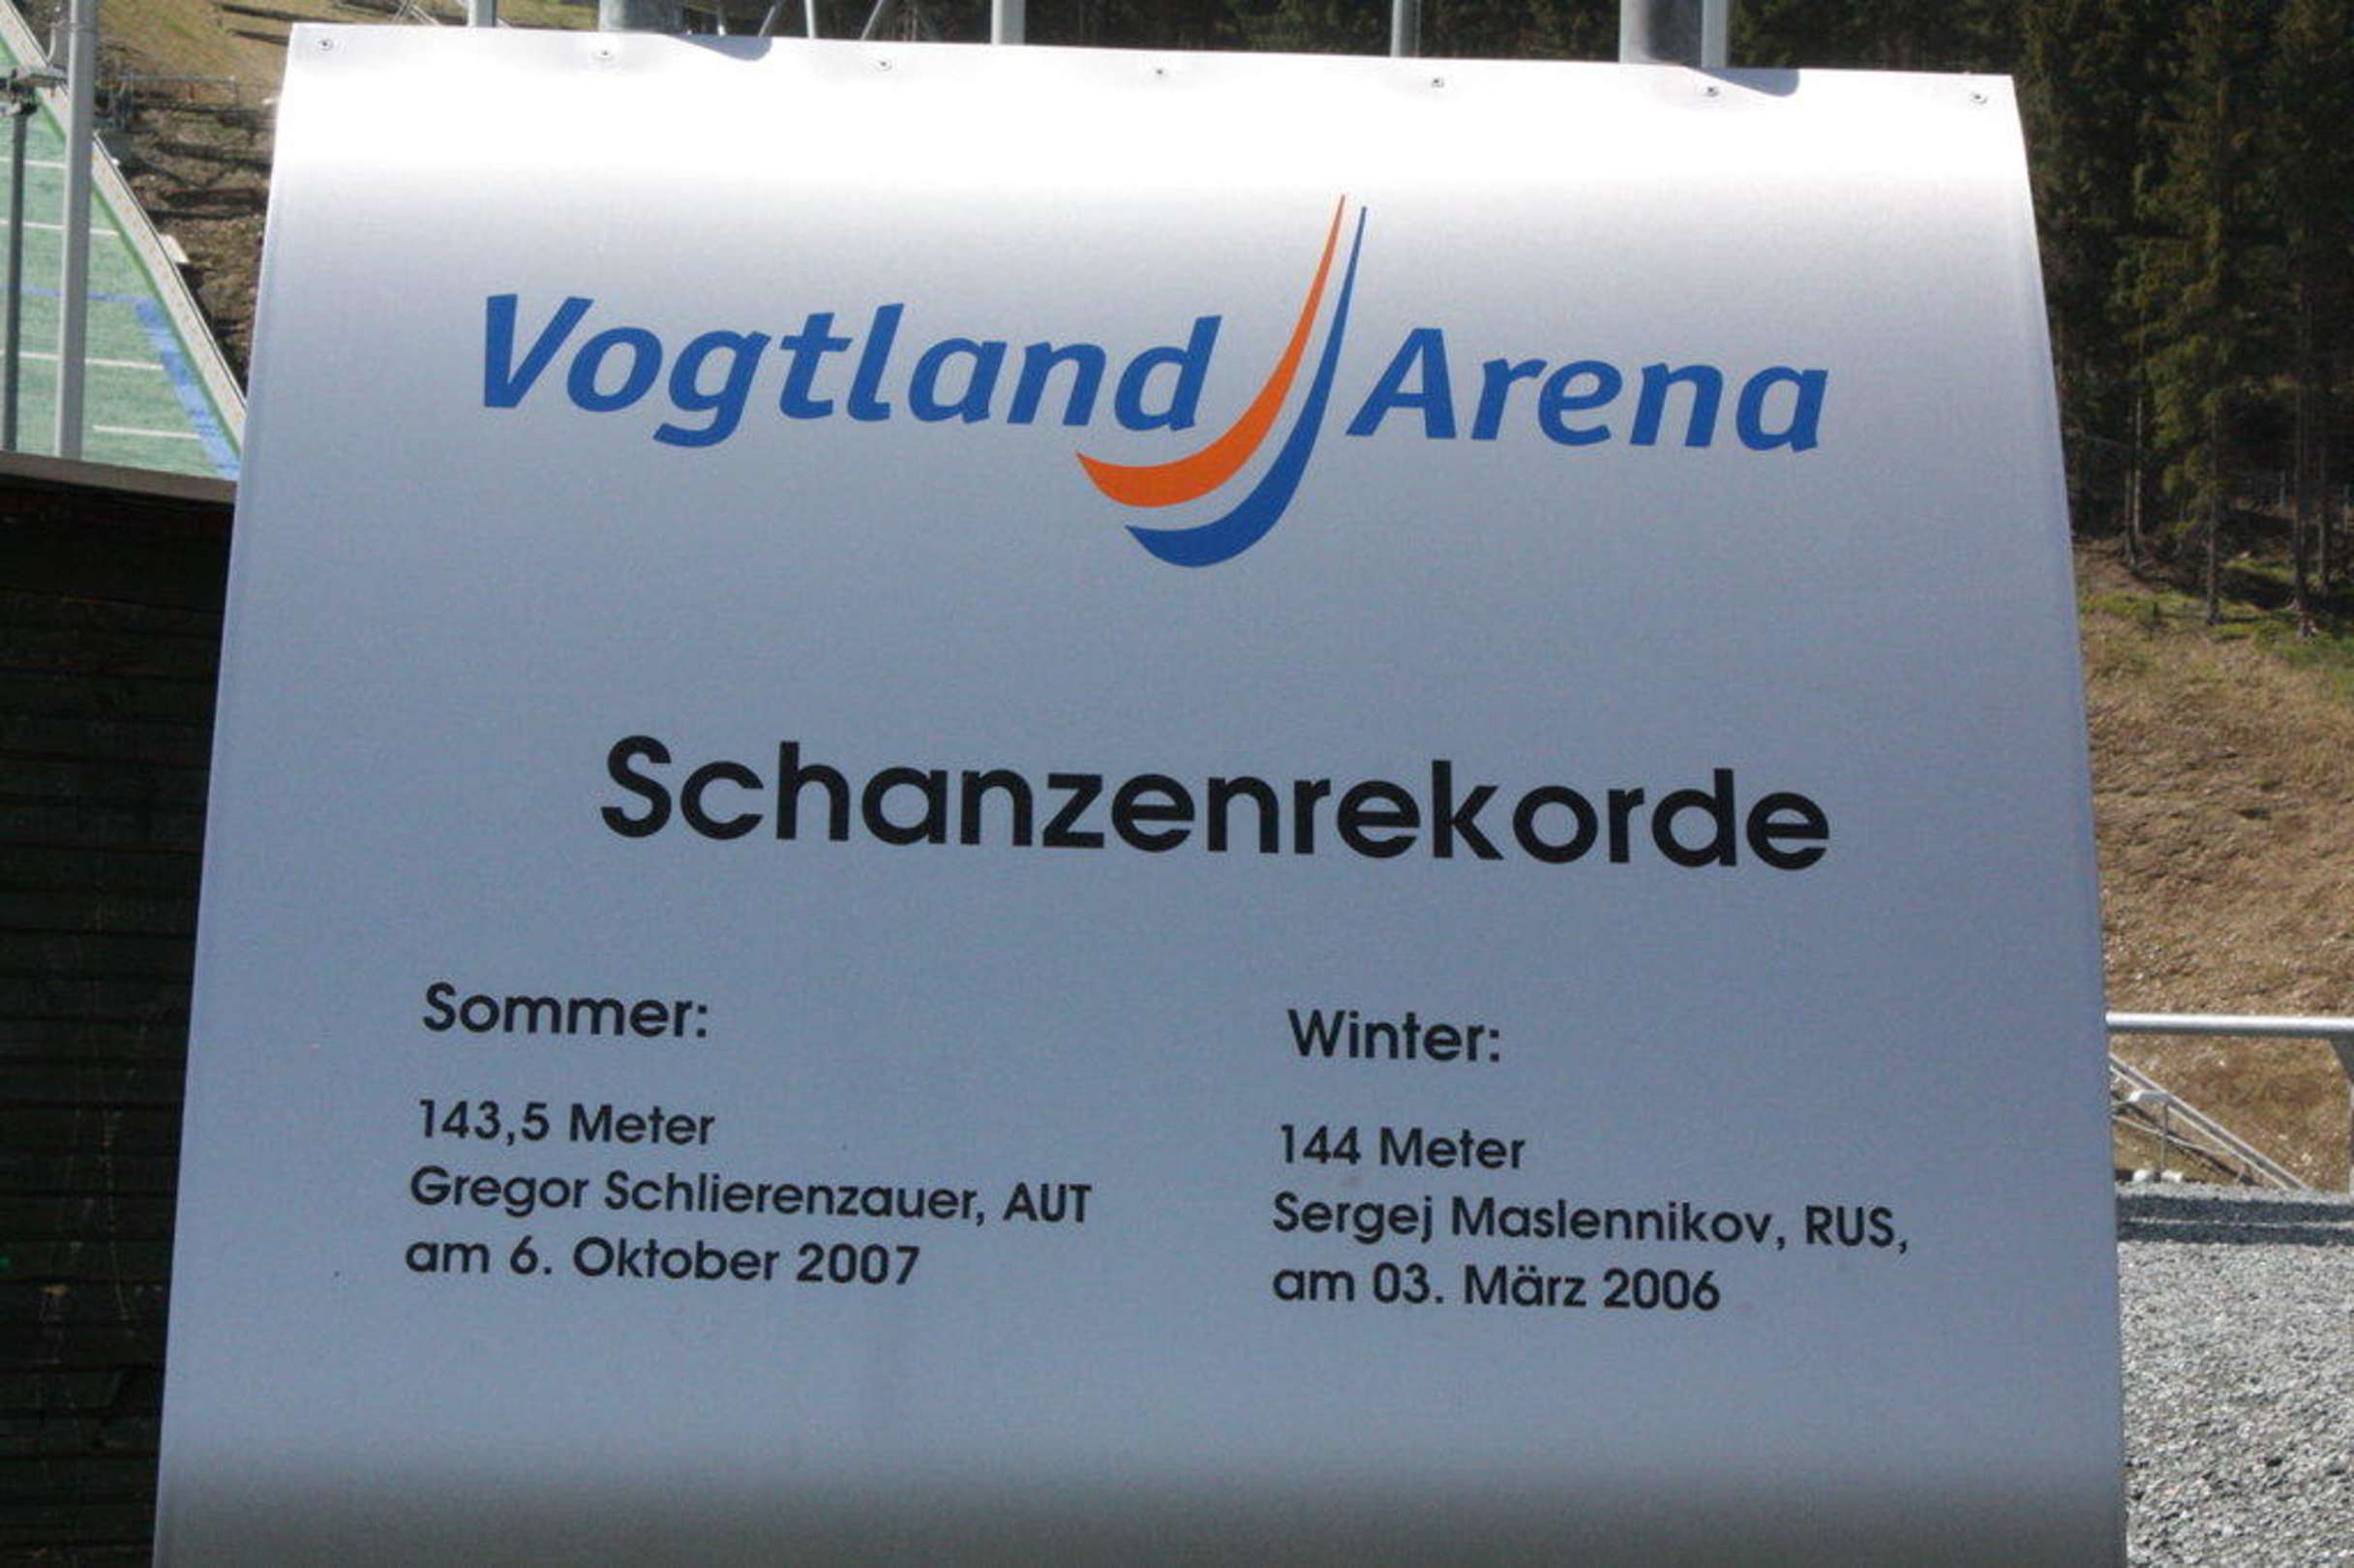 Vogtland Arena
Schanzenrekorde
Sommer:
143,5 Meter
Gregor Schlierenzauer, AUT
am 6. Oktober 2007
Winter:
144 Meter
Sergej Maslennikov, RUS,
am 03. März 2006